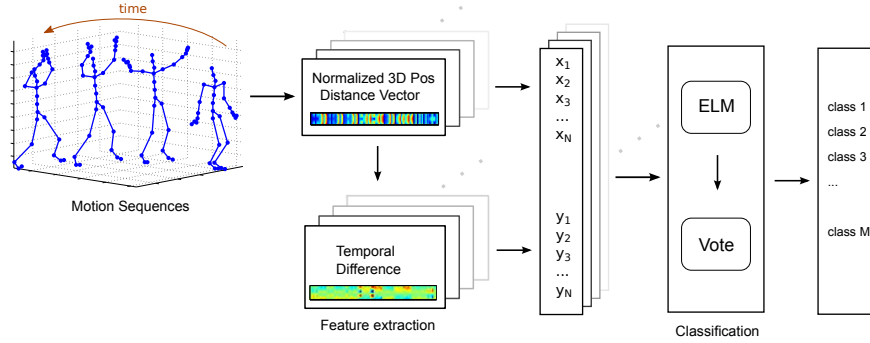 time
Motion Sequences
Normalized 3D Pos
Distance Vector
Temporal
Difference
Feature extraction
x1
x2
x3
...
xN
y1
y2
y3
...
yN
ELM
Vote
Classification
class 1
class 2
class 3
...
class M